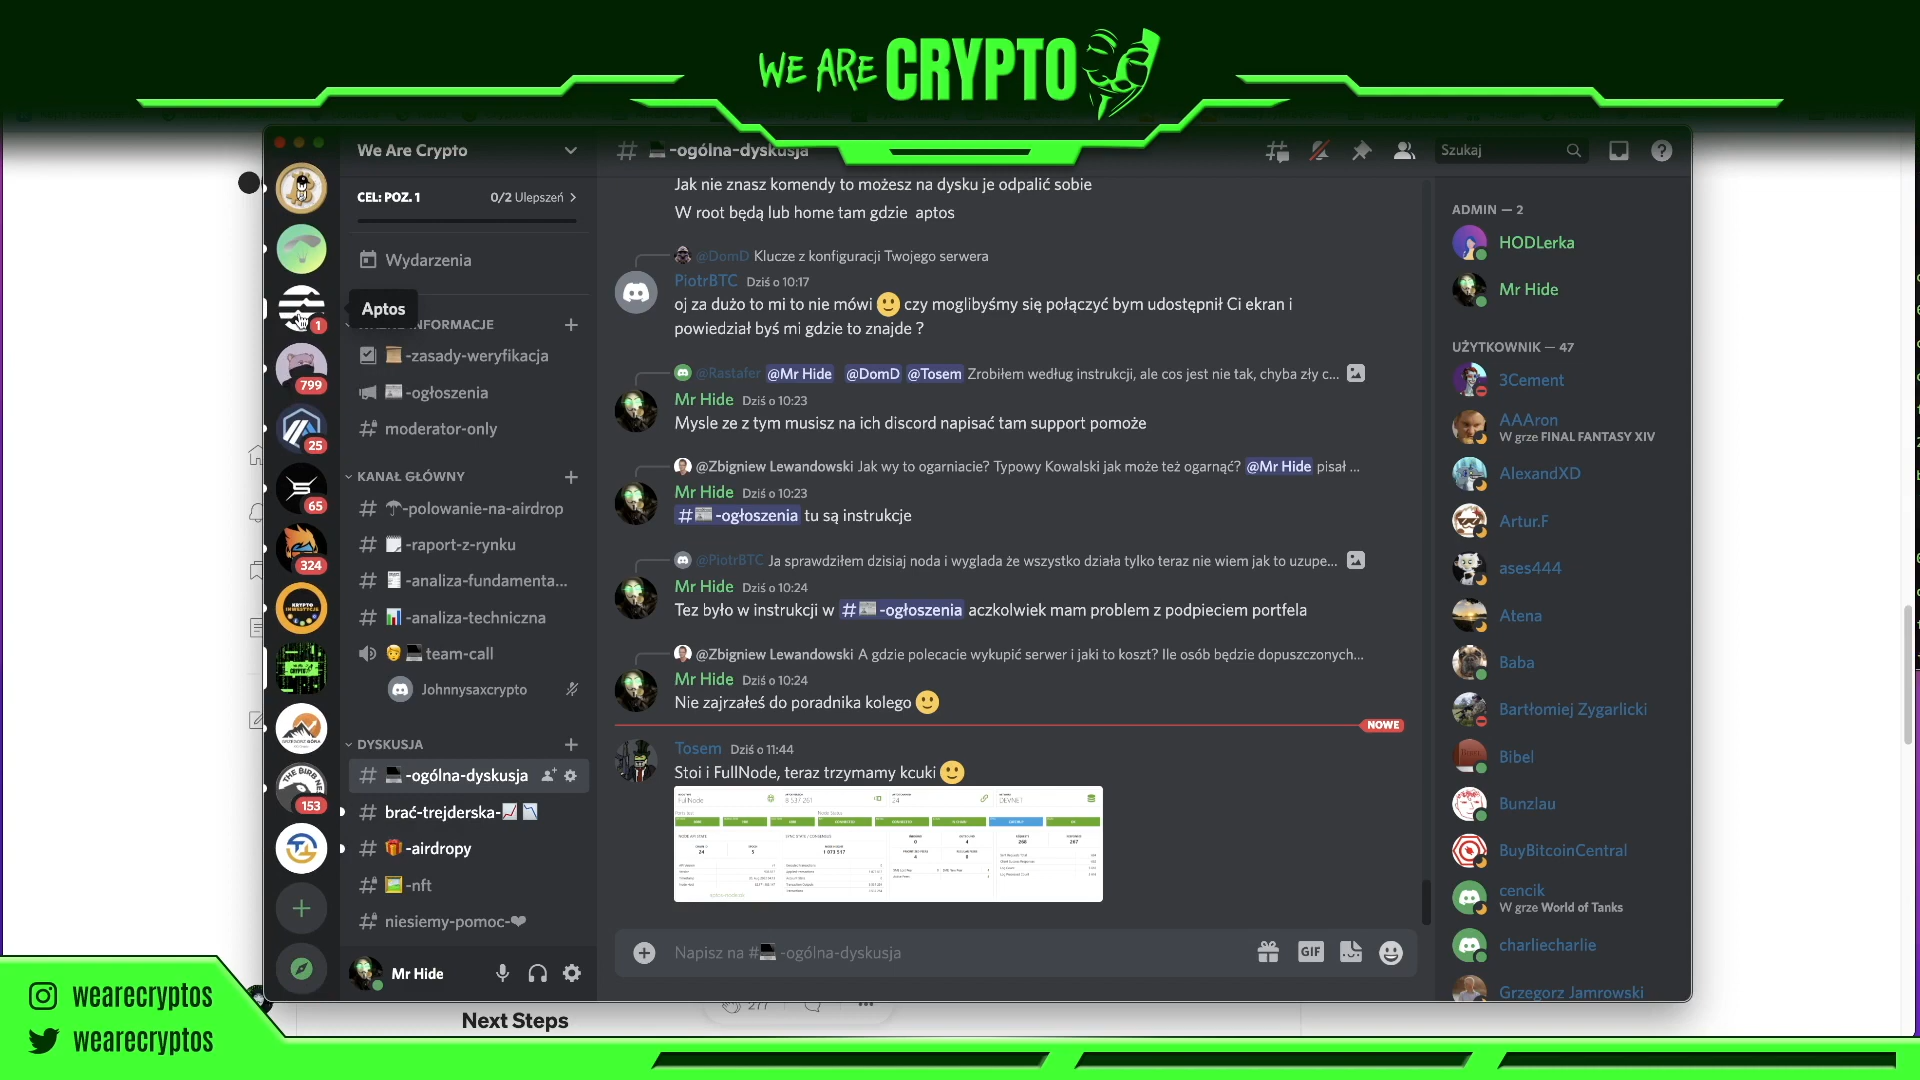 WE ARE CRYPTO
We Are Crypto
CEL: POZ. 1
0/2 Ulepszeń
Wydarzenia
Aptos
INFORMACJE
-zasady-weryfikacja
-ogłoszenia
moderator-only
KANAŁ GŁÓWNY
-polowanie-na-airdrop
-raport-z-rynku
-analiza-fundamenta...
-analiza-techniczna
team-call
Johnnysaxcrypto
DYSKUSJA
-ogólna-dyskusja
brać-trejderska-
-airdropy
-nft
niesiemy-pomoc-
Mr Hide
1
799
25
65
324
KRYPTO
INWESTYCJE
153
# -ogólna-dyskusja
Szukaj
Jak nie znasz komendy to możesz na dysku je odpalić sobie
W root będą lub home tam gdzie aptos
@DomD Klucze z konfiguracji Twojego serwera
PiotrBTC Dziś o 10:17
oj za dużo to mi to nie mówi 🙂 czy moglibyśmy się połączyć bym udostępnił Ci ekran i
powiedział byś mi gdzie to znajde ?
@Rastafer @Mr Hide @DomD @Tosem Zrobiłem według instrukcji, ale cos jest nie tak, chyba zły c...
Mr Hide Dziś o 10:23
Mysle ze z tym musisz na ich discord napisać tam support pomoże
@Zbigniew Lewandowski Jak wy to ogarniacie? Typowy Kowalski jak może też ogarnąć? @Mr Hide pisał ...
Mr Hide Dziś o 10:23
# -ogłoszenia tu są instrukcje
@PiotrBTC Ja sprawdziłem dzisiaj noda i wyglada że wszystko działa tylko teraz nie wiem jak to uzupe...
Mr Hide Dziś o 10:24
Tez było w instrukcji w # -ogłoszenia aczkolwiek mam problem z podpieciem portfela
@Zbigniew Lewandowski A gdzie polecacie wykupić serwer i jaki to koszt? Ile osób będzie dopuszczonych...
Mr Hide Dziś o 10:24
Nie zajrzałeś do poradnika kolego 🙂
NOWE
Tosem Dziś o 11:44
Stoi i FullNode, teraz trzymamy kcuki 🙂
FullNode
24
DEVNET
Napisz na # -ogólna-dyskusja
GIF
ADMIN — 2
HODLerka
Mr Hide
UŻYTKOWNIK — 47
3Cement
AAAron
W grze FINAL FANTASY XIV
AlexandXD
Artur.F
ases444
Atena
Baba
Bartłomiej Zygarlicki
Bibel
Bunzlau
BuyBitcoinCentral
cencik
W grze World of Tanks
charliecharlie
Grzegorz Jamrowski
277
Next Steps
wearecryptos
wearecryptos